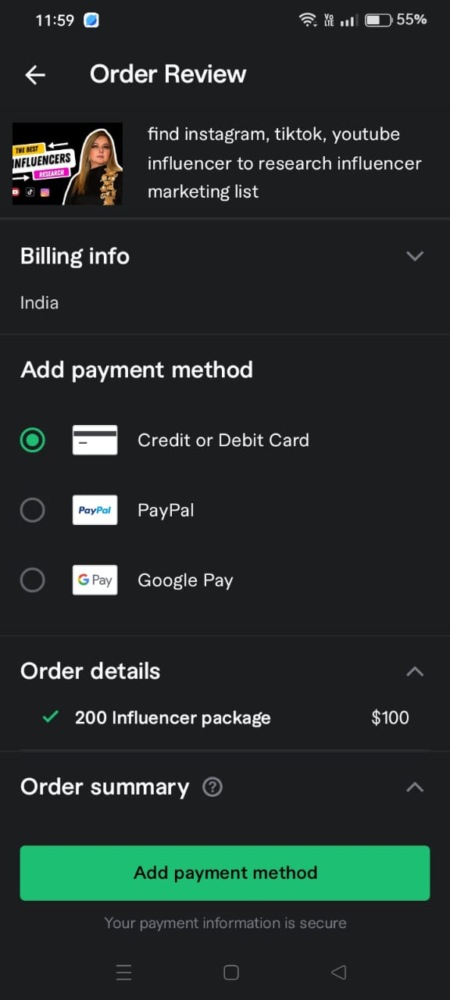 11:59
Vo
LTE
55%
Order Review
THE BEST
INFLUENCERS
RESEARCH
find instagram, tiktok, youtube
influencer to research influencer
marketing list
Billing info
India
Add payment method
Credit or Debit Card
PayPal
PayPal
G Pay
Google Pay
Order details
200 Influencer package
$100
Order summary
?
Add payment method
Your payment information is secure